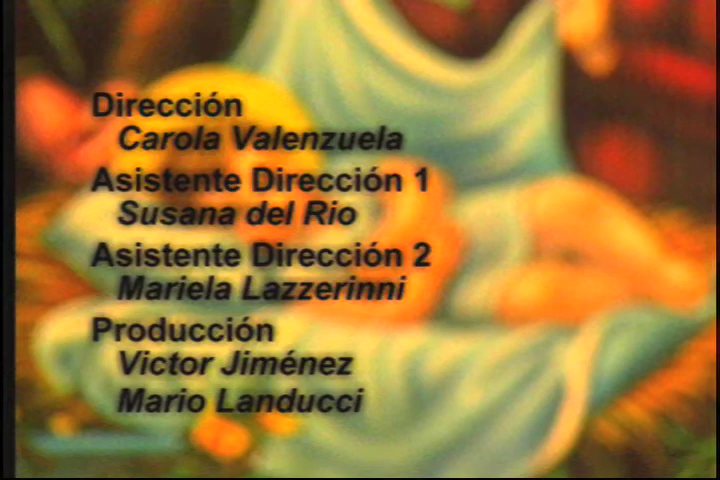 Dirección
Carola Valenzuela
Asistente Dirección 1
Susana del Rio
Asistente Dirección 2
Mariela Lazzerinni
Producción
Victor Jiménez
Mario Landucci